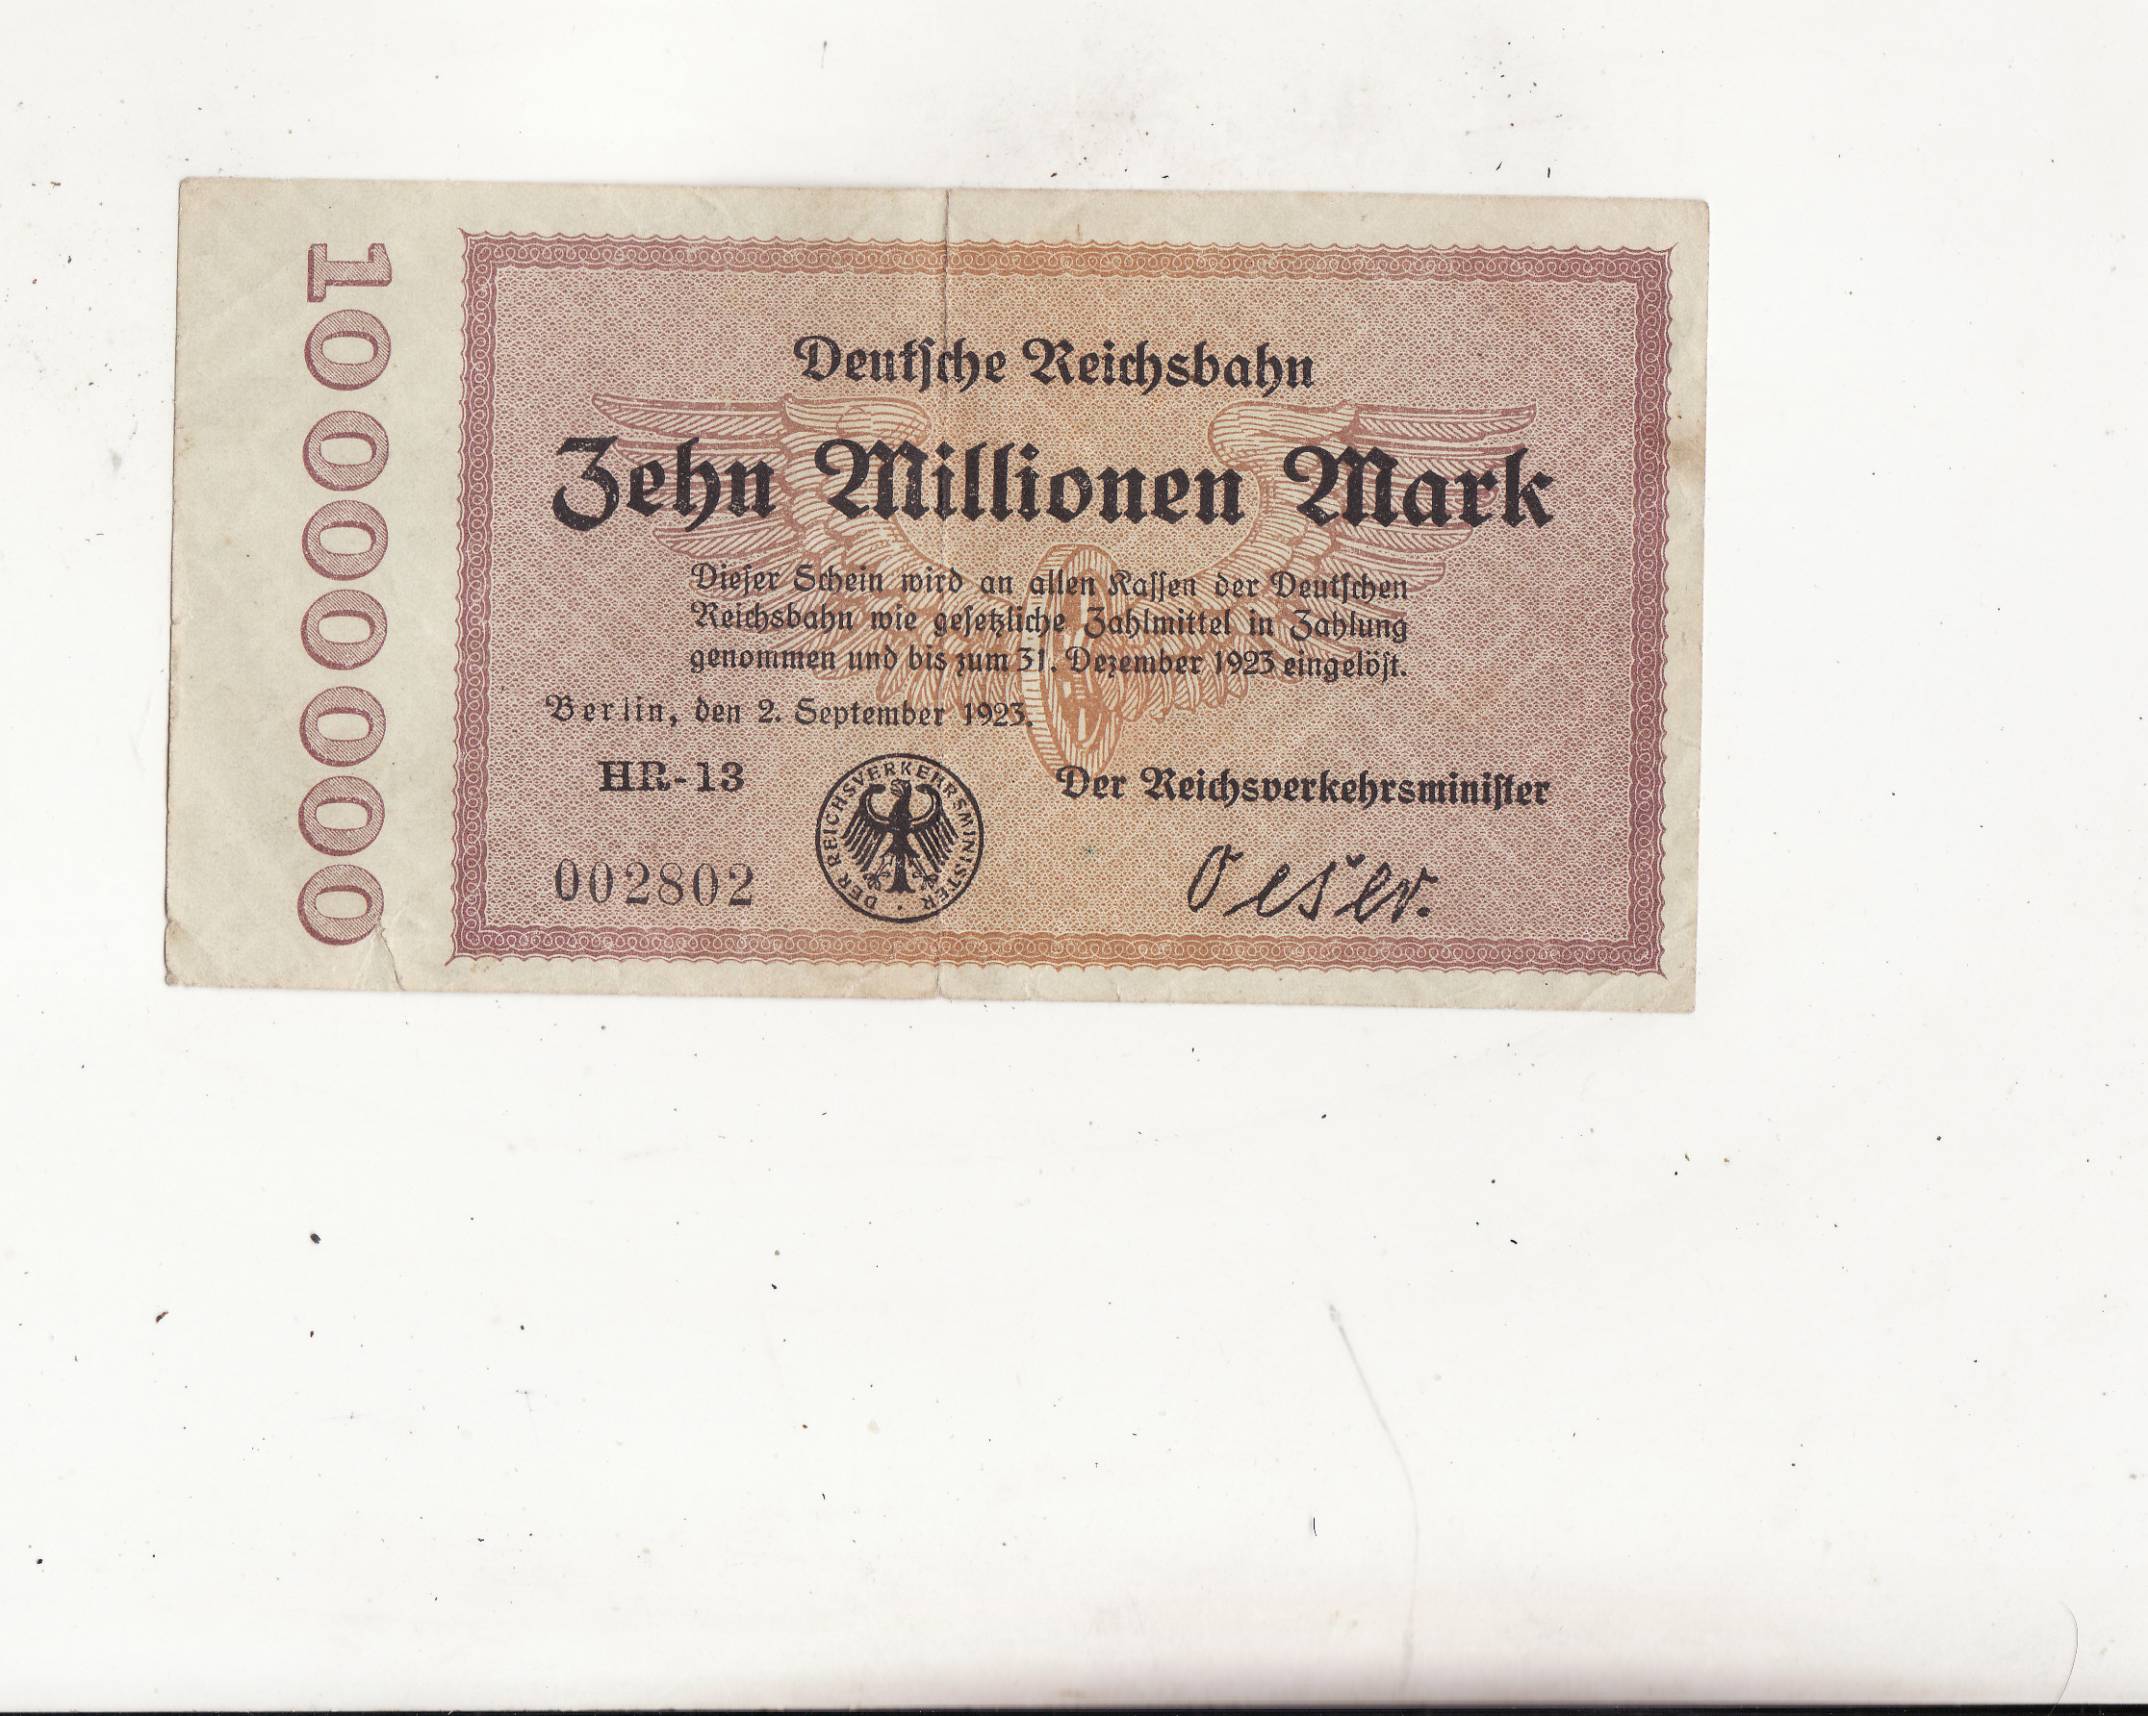 10000000
Deutsche Reichsbahn
Zehn Millionen Mark
Dieser Schein wird an allen Kassen der Deutschen
Reichsbahn wie gesetzliche Zahlmittel in Zahlung
genommen und bis zum 31. Dezember 1923 eingelöst.
Berlin, den 2. September 1923.
HR-13
DER REICHSVERKEHRSMINISTER
Der Reichsverkehrsminister
002802
Oeser.